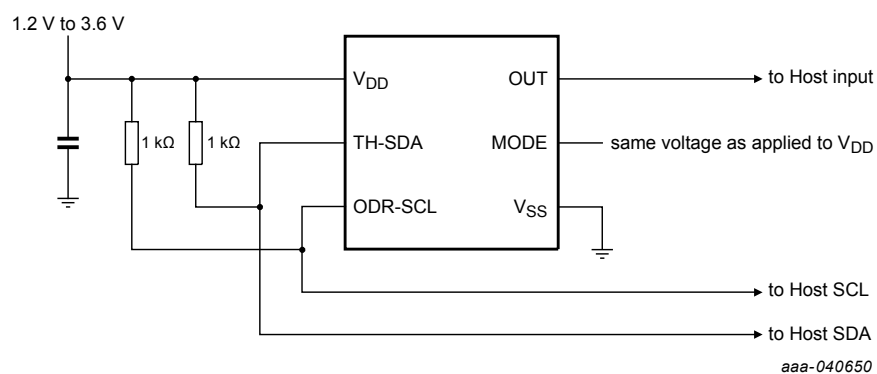 1.2 V to 3.6 V
VDD
OUT
to Host input
1 kΩ
1 kΩ
TH-SDA
MODE
same voltage as applied to VDD
ODR-SCL
VSS
to Host SCL
to Host SDA
aaa-040650